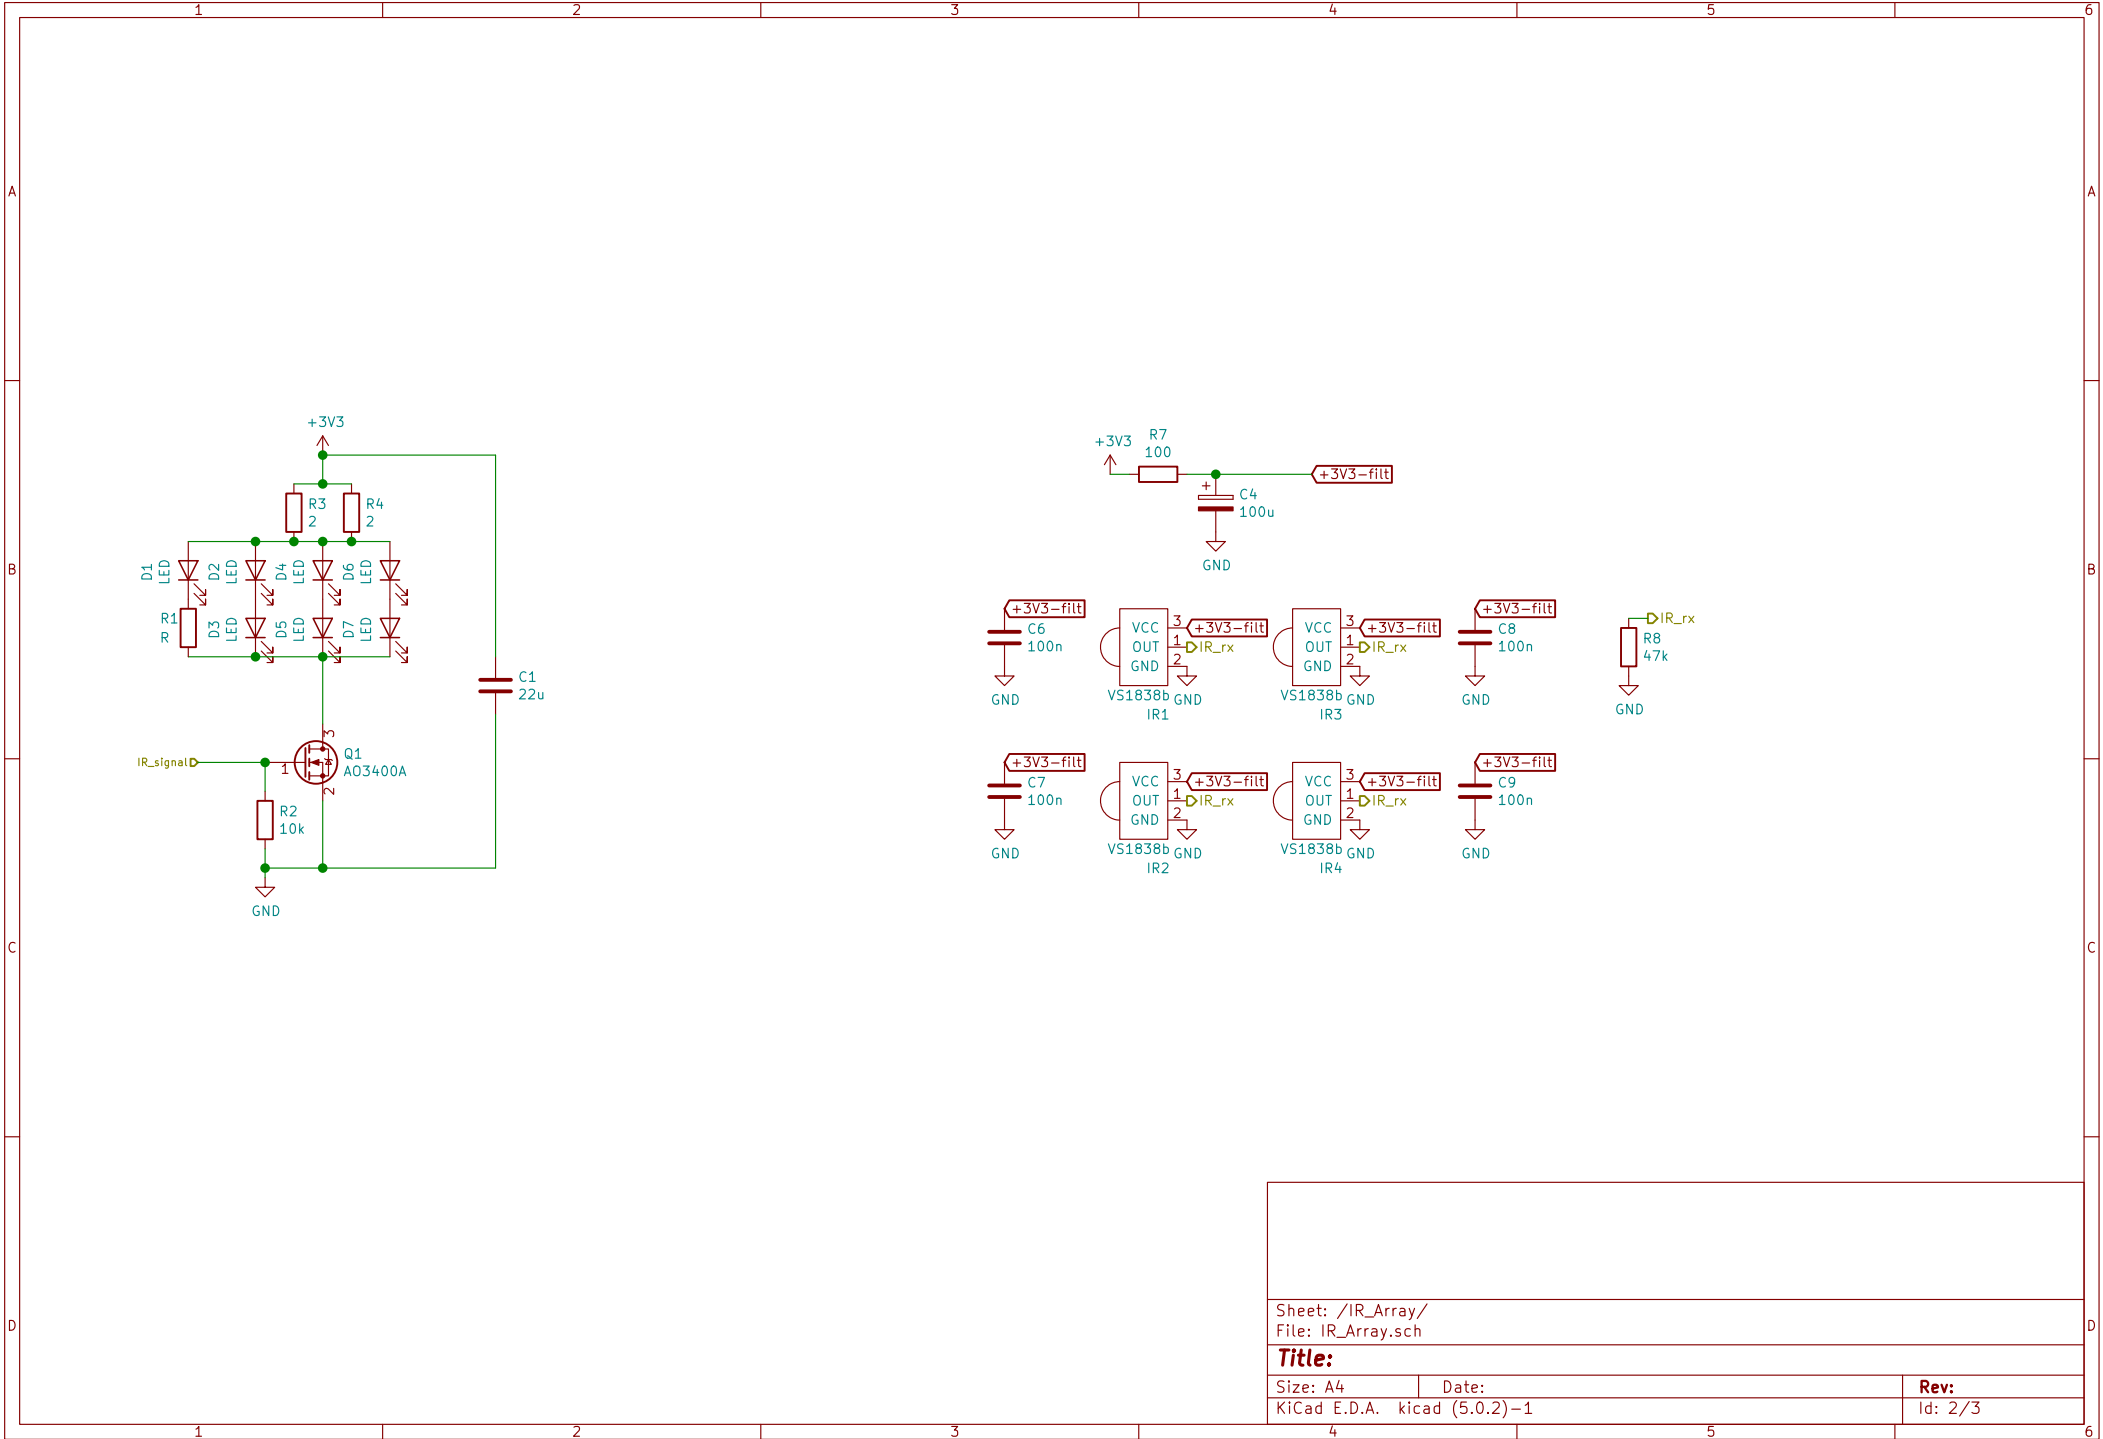 1 2 3 4 5 6
A A
B B
C C
D D
1 2 3 4 5 6
+3V3
R3
2
R4
2
D1
LED
D2
LED
D4
LED
D6
LED
R1
R
D3
LED
D5
LED
D7
LED
C1
22u
3
Q1
AO3400A
IR_signal
1
2
R2
10k
GND
+3V3
R7
100
+3V3-filt
+
C4
100u
GND
+3V3-filt
C6
100n
GND
VCC 3 +3V3-filt
OUT 1 IR_rx
GND 2
VS1838b GND
IR1
VCC 3 +3V3-filt
OUT 1 IR_rx
GND 2
VS1838b GND
IR3
+3V3-filt
C8
100n
GND
IR_rx
R8
47k
GND
+3V3-filt
C7
100n
GND
VCC 3 +3V3-filt
OUT 1 IR_rx
GND 2
VS1838b GND
IR2
VCC 3 +3V3-filt
OUT 1 IR_rx
GND 2
VS1838b GND
IR4
+3V3-filt
C9
100n
GND
Sheet: /IR_Array/
File: IR_Array.sch
Title:
Size: A4 Date: Rev:
KiCad E.D.A. kicad (5.0.2)-1 Id: 2/3